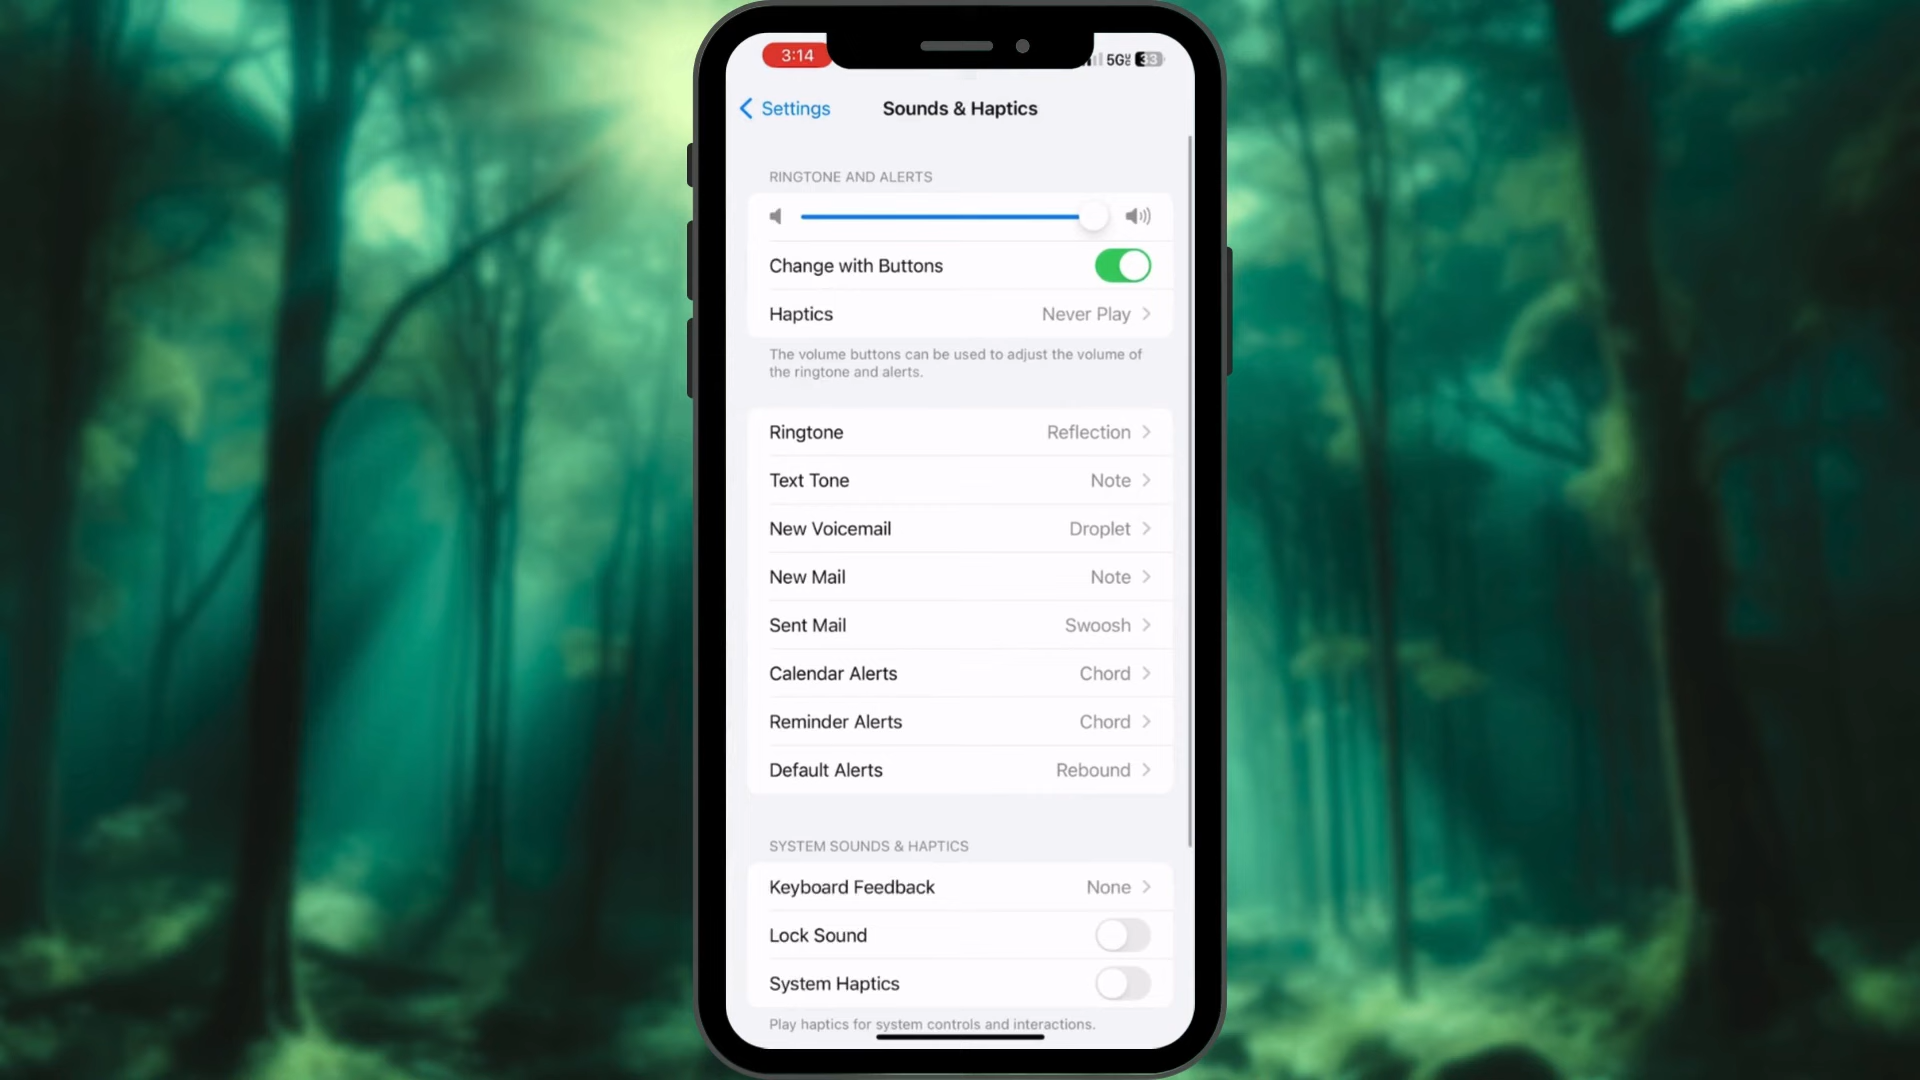 3:14
5G
33
Settings
Sounds & Haptics
RINGTONE AND ALERTS
Change with Buttons
Haptics Never Play
The volume buttons can be used to adjust the volume of
the ringtone and alerts.
Ringtone Reflection
Text Tone Note
New Voicemail Droplet
New Mail Note
Sent Mail Swoosh
Calendar Alerts Chord
Reminder Alerts Chord
Default Alerts Rebound
SYSTEM SOUNDS & HAPTICS
Keyboard Feedback None
Lock Sound
System Haptics
Play haptics for system controls and interactions.